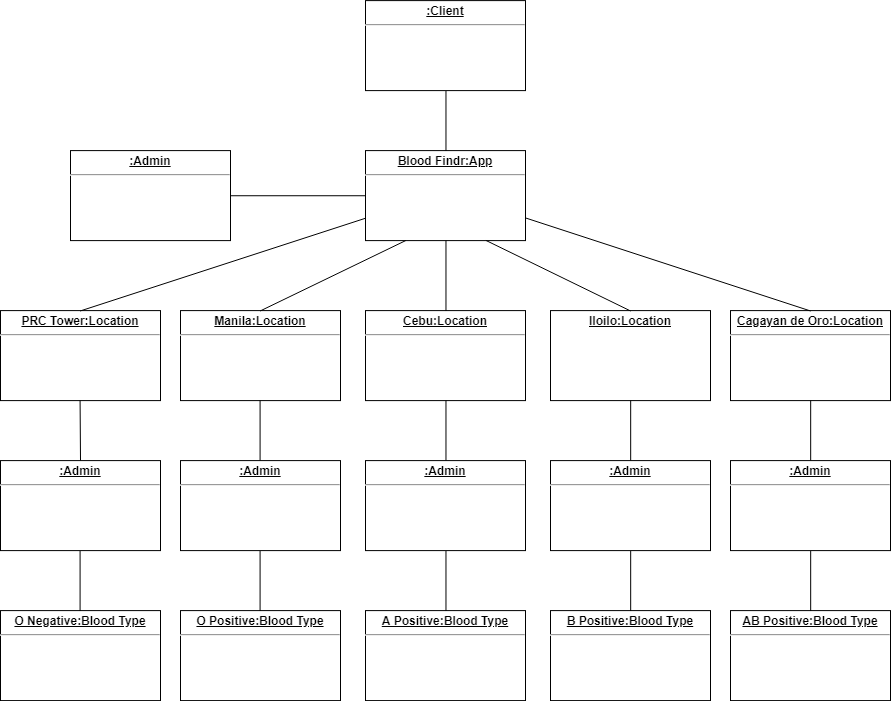 :Client
:Admin
Blood Findr:App
PRC Tower:Location
Manila:Location
Cebu:Location
Iloilo:Location
Cagayan de Oro:Location
:Admin
:Admin
:Admin
:Admin
:Admin
O Negative:Blood Type
O Positive:Blood Type
A Positive:Blood Type
B Positive:Blood Type
AB Positive:Blood Type